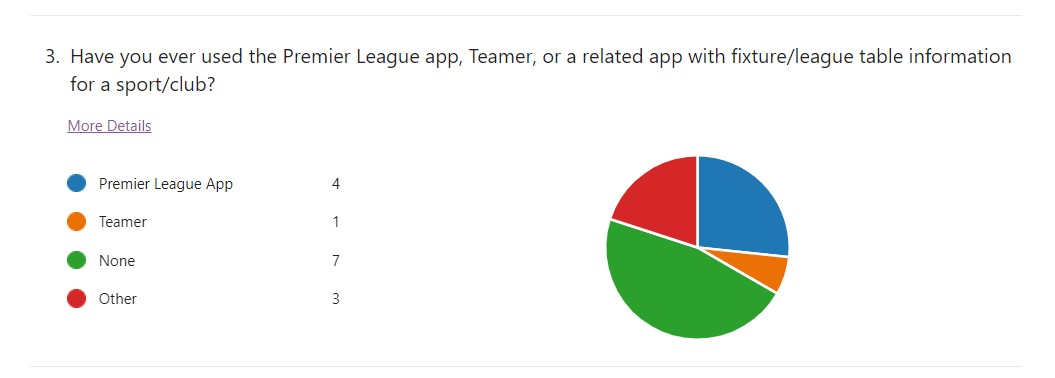 3. Have you ever used the Premier League app, Teamer, or a related app with fixture/league table information
for a sport/club?
More Details
Premier League App 4
Teamer 1
None 7
Other 3